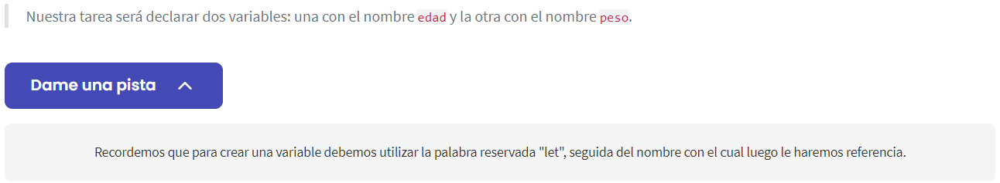 Nuestra tarea será declarar dos variables: una con el nombre edad y la otra con el nombre peso.
Dame una pista
Recordemos que para crear una variable debemos utilizar la palabra reservada "let", seguida del nombre con el cual luego le haremos referencia.